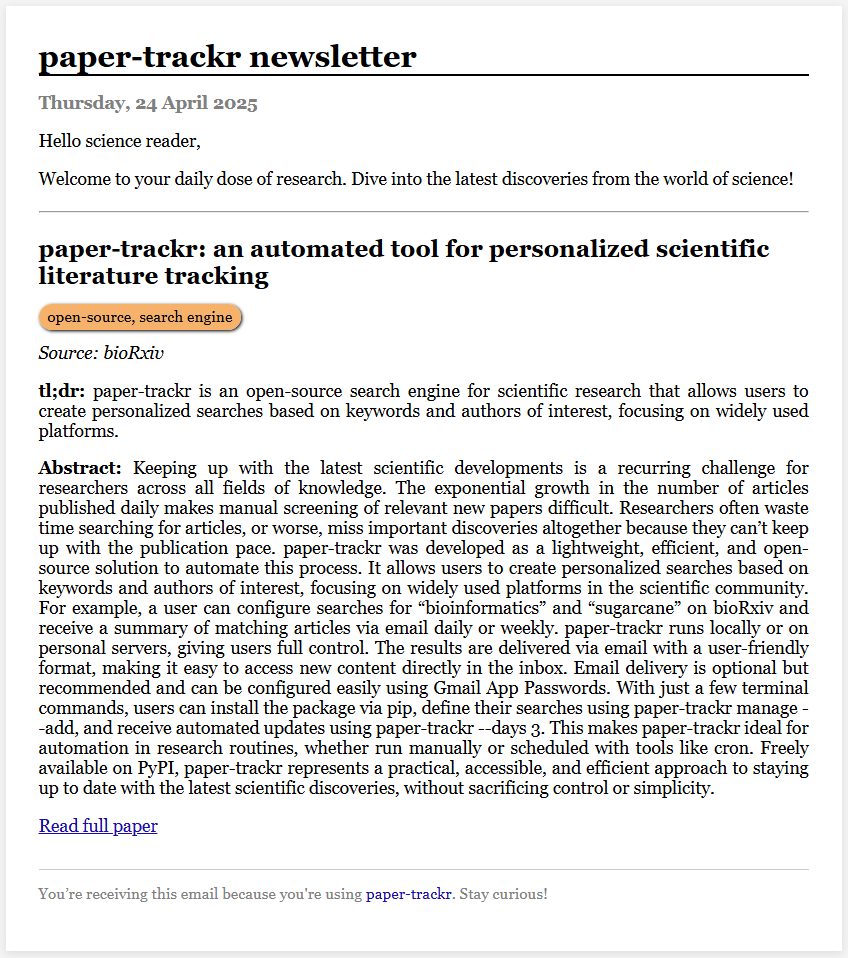 paper-trackr newsletter
Thursday, 24 April 2025
Hello science reader,
Welcome to your daily dose of research. Dive into the latest discoveries from the world of science!
paper-trackr: an automated tool for personalized scientific
literature tracking
open-source, search engine
Source: bioRxiv
tl;dr: paper-trackr is an open-source search engine for scientific research that allows users to
create personalized searches based on keywords and authors of interest, focusing on widely used
platforms.
Abstract: Keeping up with the latest scientific developments is a recurring challenge for
researchers across all fields of knowledge. The exponential growth in the number of articles
published daily makes manual screening of relevant new papers difficult. Researchers often waste
time searching for articles, or worse, miss important discoveries altogether because they can’t keep
up with the publication pace. paper-trackr was developed as a lightweight, efficient, and open-
source solution to automate this process. It allows users to create personalized searches based on
keywords and authors of interest, focusing on widely used platforms in the scientific community.
For example, a user can configure searches for “bioinformatics” and “sugarcane” on bioRxiv and
receive a summary of matching articles via email daily or weekly. paper-trackr runs locally or on
personal servers, giving users full control. The results are delivered via email with a user-friendly
format, making it easy to access new content directly in the inbox. Email delivery is optional but
recommended and can be configured easily using Gmail App Passwords. With just a few terminal
commands, users can install the package via pip, define their searches using paper-trackr manage -
-add, and receive automated updates using paper-trackr --days 3. This makes paper-trackr ideal for
automation in research routines, whether run manually or scheduled with tools like cron. Freely
available on PyPI, paper-trackr represents a practical, accessible, and efficient approach to staying
up to date with the latest scientific discoveries, without sacrificing control or simplicity.
Read full paper
You’re receiving this email because you're using paper-trackr. Stay curious!